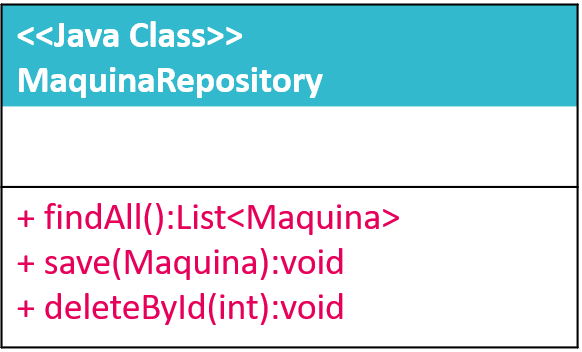 <<Java Class>>
MaquinaRepository
+ findAll():List<Maquina>
+ save(Maquina):void
+ deleteById(int):void